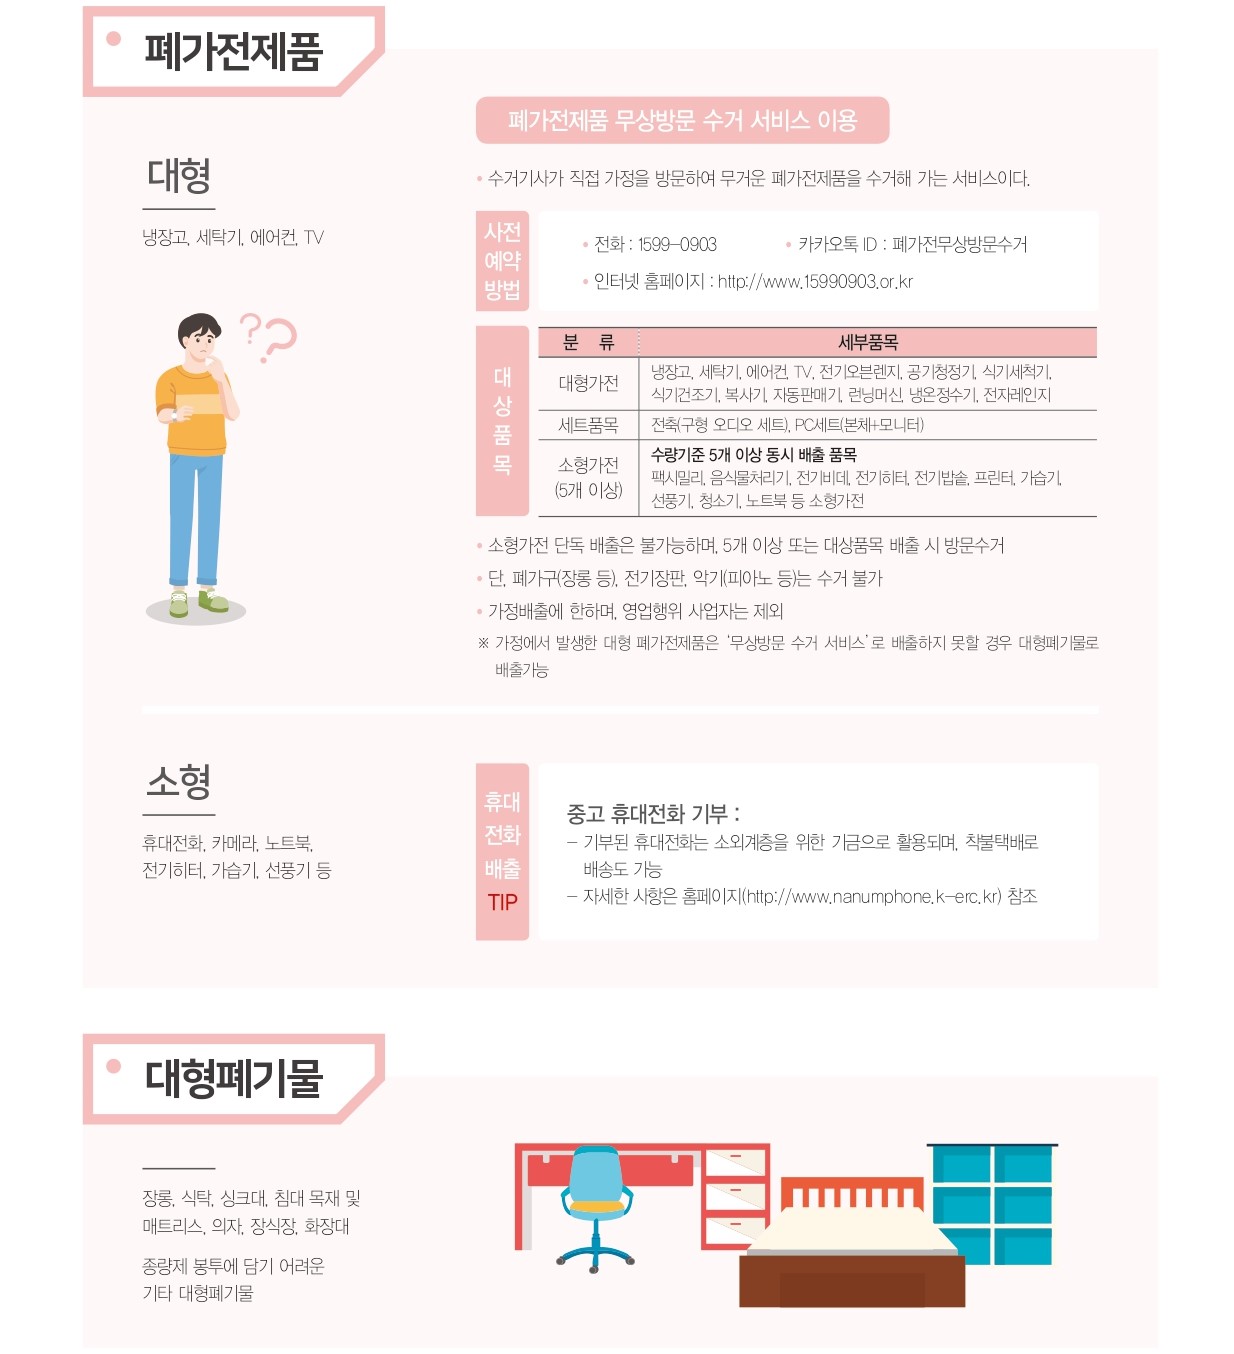 폐가전제품
대형
냉장고, 세탁기, 에어컨, TV
??
폐가전제품 무상방문 수거 서비스 이용
• 수거기사가 직접 가정을 방문하여 무거운 폐가전제품을 수거해 가는 서비스이다.
사전
예약
방법
• 전화 : 1599-0903 • 카카오톡 ID : 폐가전무상방문수거
• 인터넷 홈페이지 : http://www.15990903.or.kr
대
상
품
목
분 류 세부품목
대형가전
냉장고, 세탁기, 에어컨, TV, 전기오븐렌지, 공기청정기, 식기세척기,
식기건조기, 복사기, 자동판매기, 런닝머신, 냉온정수기, 전자레인지
세트품목 전축(구형 오디오 세트), PC세트(본체+모니터)
소형가전
(5개 이상)
수량기준 5개 이상 동시 배출 품목
팩시밀리, 음식물처리기, 전기비데, 전기히터, 전기밥솥, 프린터, 가습기,
선풍기, 청소기, 노트북 등 소형가전
• 소형가전 단독 배출은 불가능하며, 5개 이상 또는 대상품목 배출 시 방문수거
• 단, 폐가구(장롱 등), 전기장판, 악기(피아노 등)는 수거 불가
• 가정배출에 한하며, 영업행위 사업자는 제외
※ 가정에서 발생한 대형 폐가전제품은 '무상방문 수거 서비스'로 배출하지 못할 경우 대형폐기물로
배출가능
소형
휴대전화, 카메라, 노트북,
전기히터, 가습기, 선풍기 등
휴대
전화
배출
TIP
중고 휴대전화 기부 :
- 기부된 휴대전화는 소외계층을 위한 기금으로 활용되며, 착불택배로
배송도 가능
- 자세한 사항은 홈페이지(http://www.nanumphone.k-erc.kr) 참조
대형폐기물
장롱, 식탁, 싱크대, 침대 목재 및
매트리스, 의자, 장식장, 화장대
종량제 봉투에 담기 어려운
기타 대형폐기물